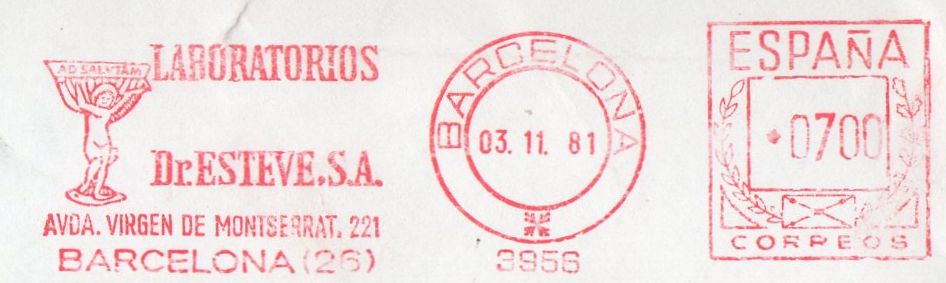 AD SALUTAM
LABORATORIOS
Dr. ESTEVE, S.A.
AVDA. VIRGEN DE MONTSERRAT, 221
BARCELONA (26)
BARCELONA
03. 11. 81
3956
ESPAÑA
0700
CORREOS